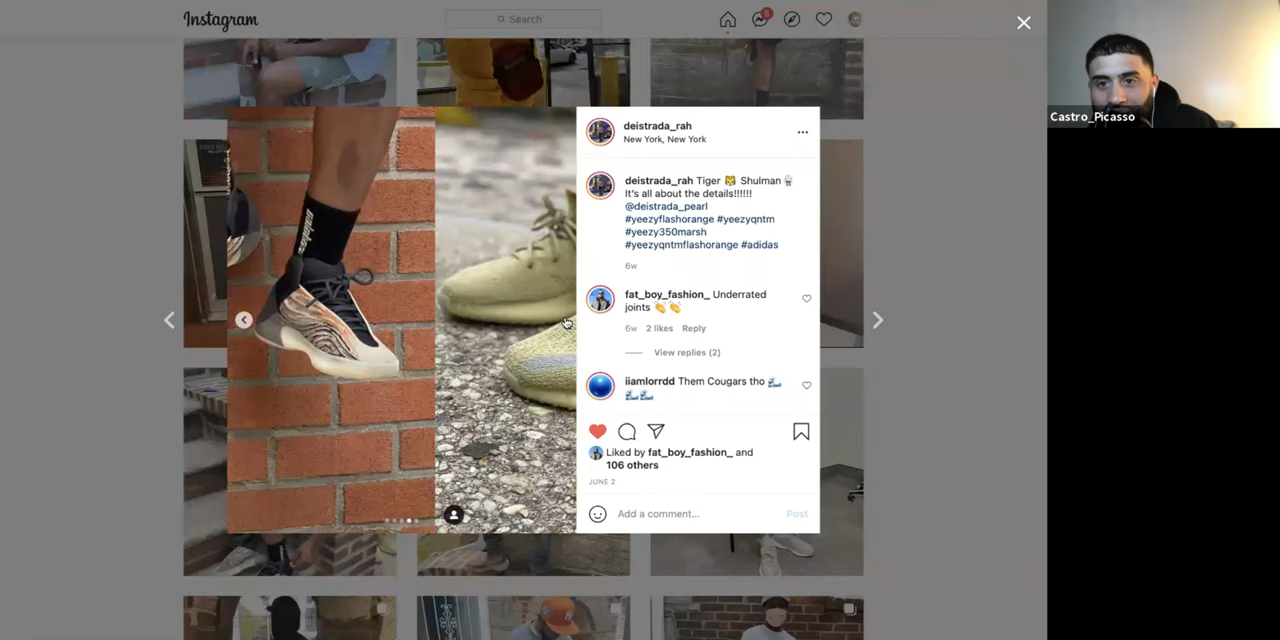 Instagram
Search
5
Castro_Picasso
deistrada_rah
New York, New York
deistrada_rah Tiger 🐯 Shulman
It's all about the details!!!!!!
@deistrada_pearl
#yeezyflashorange #yeezyqntm
#yeezy350marsh
#yeezyqntmflashorange #adidas
6w
fat_boy_fashion_ Underrated
joints 👏 👏
6w 2 likes Reply
View replies (2)
iiamlorrdd Them Cougars tho
Liked by fat_boy_fashion_ and
106 others
JUNE 2
Add a comment...
Post